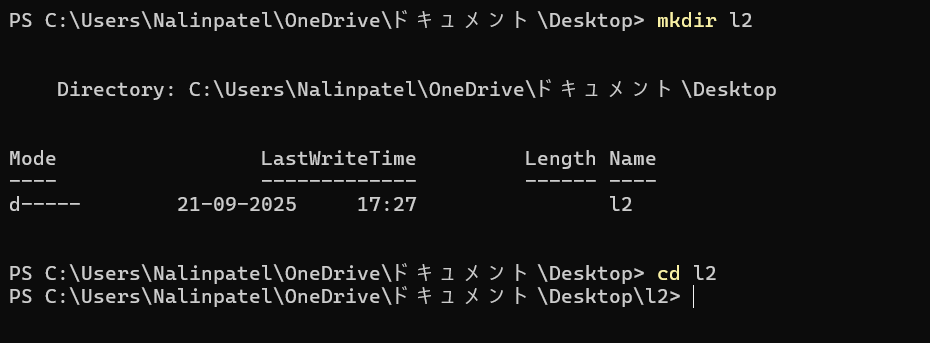 PS C:\Users\Nalinpatel\OneDrive\ドキュメント\Desktop> mkdir l2
Directory: C:\Users\Nalinpatel\OneDrive\ドキュメント\Desktop
Mode                 LastWriteTime         Length Name
----                 -------------         ------ ----
d-----        21-09-2025     17:27                l2
PS C:\Users\Nalinpatel\OneDrive\ドキュメント\Desktop> cd l2
PS C:\Users\Nalinpatel\OneDrive\ドキュメント\Desktop\l2>